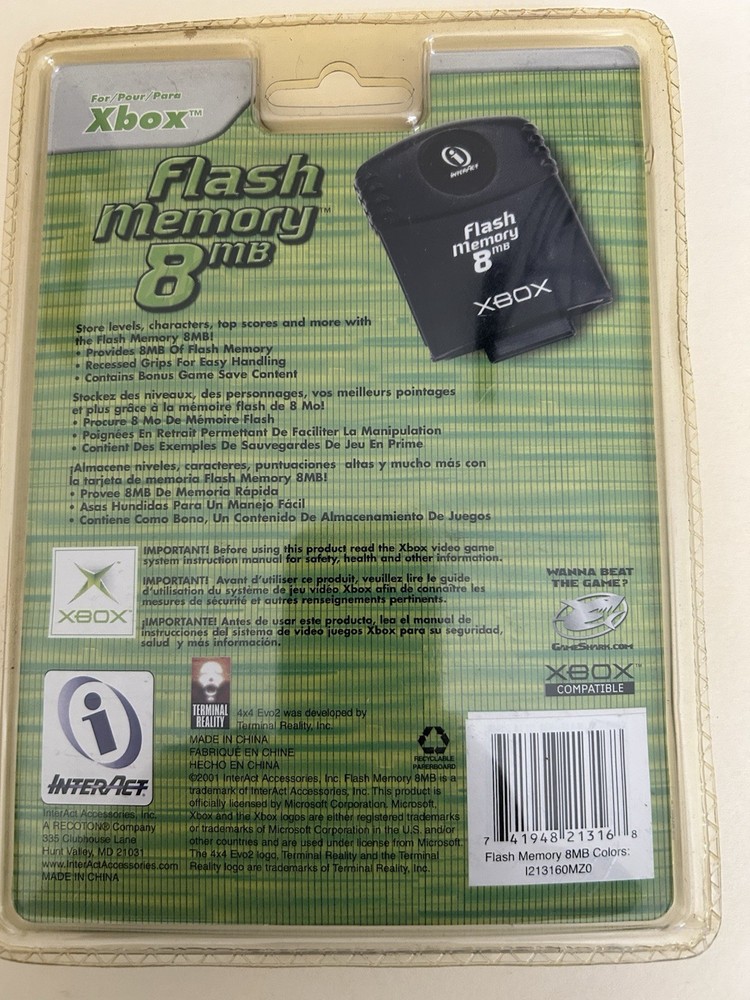 For/Pour/Para
Xbox™
Flash
Memory™
8MB
InterAct
Flash
Memory
8MB
XBOX
Store levels, characters, top scores and more with
the Flash Memory 8MB!
• Provides 8MB Of Flash Memory
• Recessed Grips For Easy Handling
• Contains Bonus Game Save Content
Stockez des niveaux, des personnages, vos meilleurs pointages
et plus grâce à la mémoire flash de 8 Mo!
• Procure 8 Mo De Mémoire Flash
• Poignées En Retrait Permettant De Faciliter La Manipulation
• Contient Des Exemples De Sauvegardes De Jeu En Prime
¡Almacene niveles, caracteres, puntuaciones altas y mucho más con
la tarjeta de memoria Flash Memory 8MB!
• Provee 8MB De Memoria Rápida
• Asas Hundidas Para Un Manejo Fácil
• Contiene Como Bono, Un Contenido De Almacenamiento De Juegos
XBOX™
IMPORTANT! Before using this product read the Xbox video game
system instruction manual for safety, health and other information.
IMPORTANT! Avant d'utiliser ce produit, veuillez lire le guide
d'utilisation du système de jeu vidéo Xbox afin de connaître les
mesures de sécurité et autres renseignements pertinents.
¡IMPORTANTE! Antes de usar este producto, lea el manual de
instrucciones del sistema de video juegos Xbox para su seguridad,
salud y más información.
WANNA BEAT
THE GAME?
GAMESHARK.COM
XBOX™
COMPATIBLE
InterAct
InterAct Accessories, Inc.
A RECOTON® Company
335 Clubhouse Lane
Hunt Valley, MD 21031
www.InterActAccessories.com
MADE IN CHINA
TERMINAL
REALITY
4x4 Evo2 was developed by
Terminal Reality, Inc.
MADE IN CHINA
FABRIQUÉ EN CHINE
HECHO EN CHINA
©2001 InterAct Accessories, Inc. Flash Memory 8MB is a
trademark of InterAct Accessories, Inc. This product is
officially licensed by Microsoft Corporation. Microsoft,
Xbox and the Xbox logos are either registered trademarks
or trademarks of Microsoft Corporation in the U.S. and/or
other countries and are used under license from Microsoft.
The 4x4 Evo2 logo, Terminal Reality and the Terminal
Reality logo are trademarks of Terminal Reality, Inc.
RECYCLABLE
PAPERBOARD
7 41948 21316 8
Flash Memory 8MB Colors:
I213160MZ0